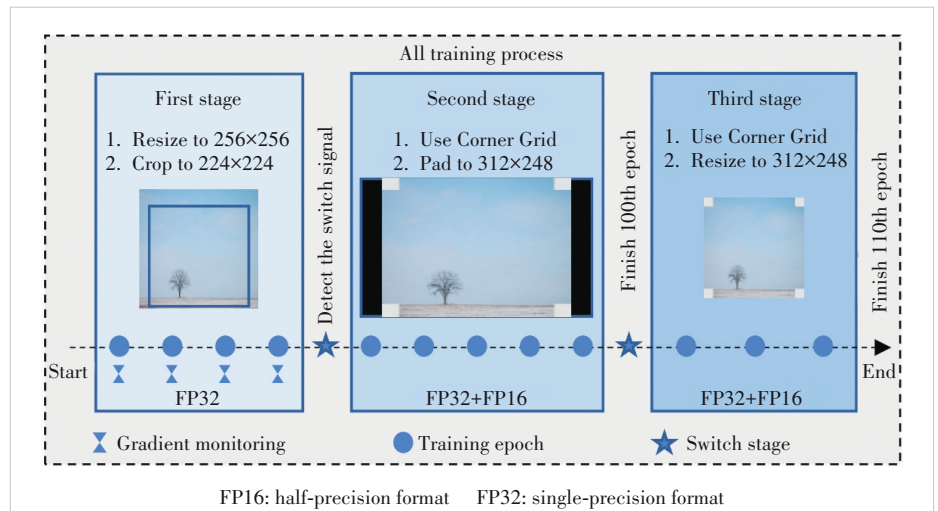 All training process
First stage
1. Resize to 256×256
2. Crop to 224×224
FP32
Detect the switch signal
Second stage
1. Use Corner Grid
2. Pad to 312×248
FP32+FP16
Finish 100th epoch
Third stage
1. Use Corner Grid
2. Resize to 312×248
FP32+FP16
Finish 110th epoch
Start
End
Gradient monitoring
Training epoch
Switch stage
FP16: half-precision format FP32: single-precision format